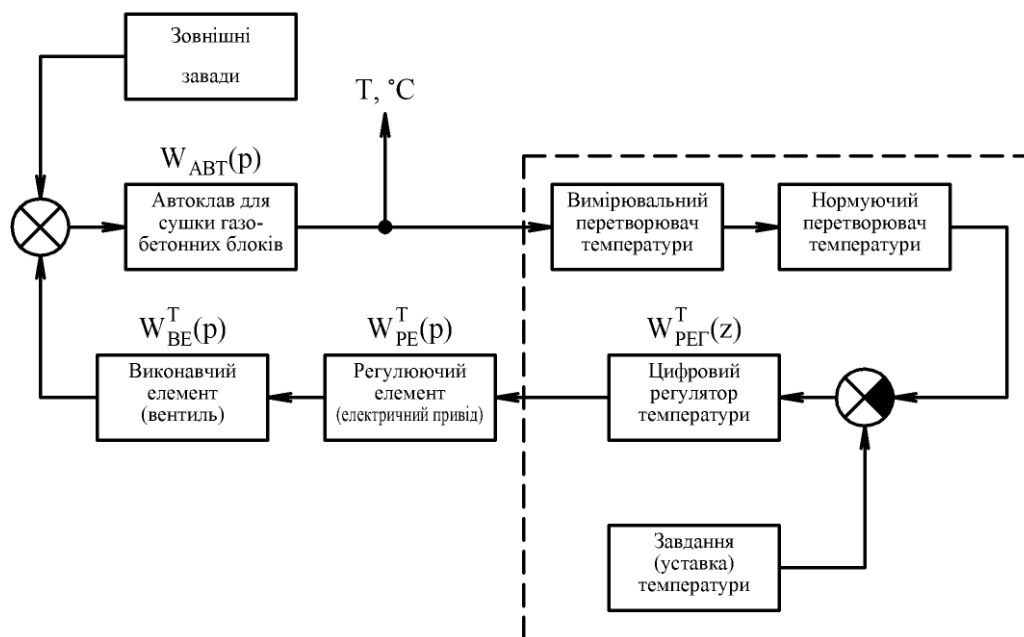 Зовнішні
завади
T, °C
W_АВТ(p)
Автоклав для
сушки газо-
бетонних блоків
Вимірювальний
перетворювач
температури
Нормуючий
перетворювач
температури
W^T_ВЕ(p)
W^T_РЕ(p)
W^T_РЕГ(z)
Виконавчий
елемент
(вентиль)
Регулюючий
елемент
(електричний привід)
Цифровий
регулятор
температури
Завдання
(уставка)
температури